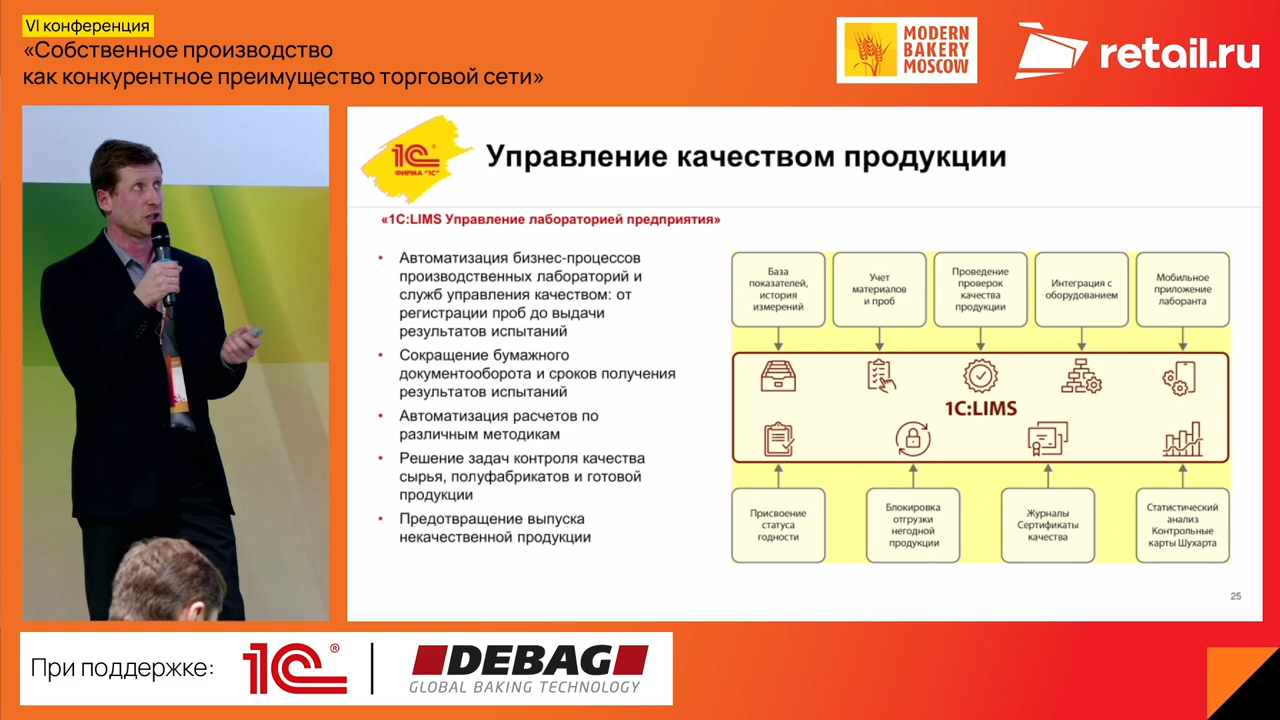 VI конференция
«Собственное производство
как конкурентное преимущество торговой сети»
MODERN
BAKERY
MOSCOW
retail.ru
1С®
ФИРМА "1С"
Управление качеством продукции
«1С:LIMS Управление лабораторией предприятия»
• Автоматизация бизнес-процессов
производственных лабораторий и
служб управления качеством: от
регистрации проб до выдачи
результатов испытаний
• Сокращение бумажного
документооборота и сроков получения
результатов испытаний
• Автоматизация расчетов по
различным методикам
• Решение задач контроля качества
сырья, полуфабрикатов и готовой
продукции
• Предотвращение выпуска
некачественной продукции
База
показателей,
история
измерений
Учет
материалов
и проб
Проведение
проверок
качества
продукции
Интеграция с
оборудованием
Мобильное
приложение
лаборанта
1С:LIMS
Присвоение
статуса
годности
Блокировка
отгрузки
негодной
продукции
Журналы
Сертификаты
качества
Статистический
анализ
Контрольные
карты Шухарта
25
При поддержке:
1С®
DEBAG
GLOBAL BAKING TECHNOLOGY